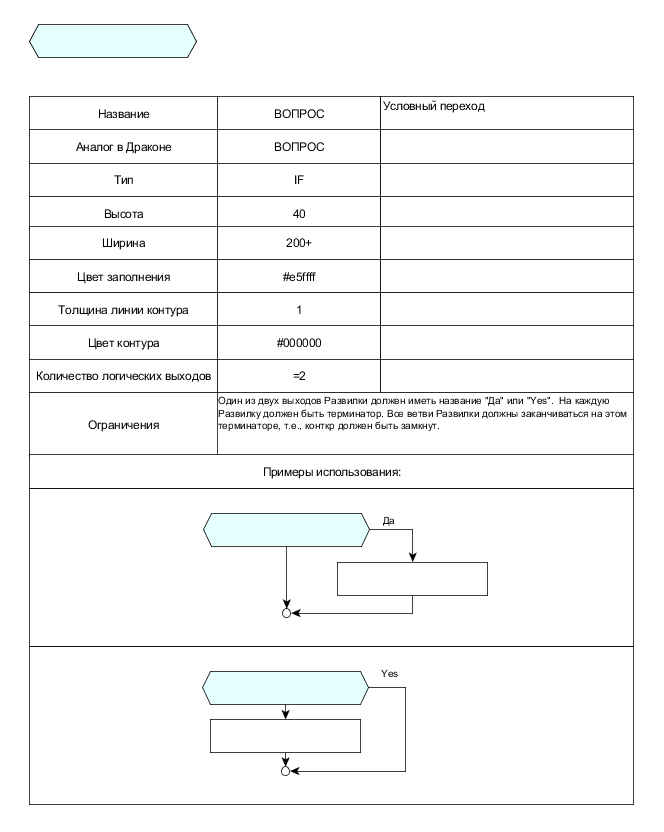 Название ВОПРОС Условный переход
Аналог в Драконе ВОПРОС
Тип IF
Высота 40
Ширина 200+
Цвет заполнения #e5ffff
Толщина линии контура 1
Цвет контура #000000
Количество логических выходов =2
Ограничения
Один из двух выходов Развилки должен иметь название "Да" или "Yes". На каждую
Развилку должен быть терминатор. Все ветви Развилки должны заканчиваться на этом
терминаторе, т.е., конткр должен быть замкнут.
Примеры использования:
Да
Yes